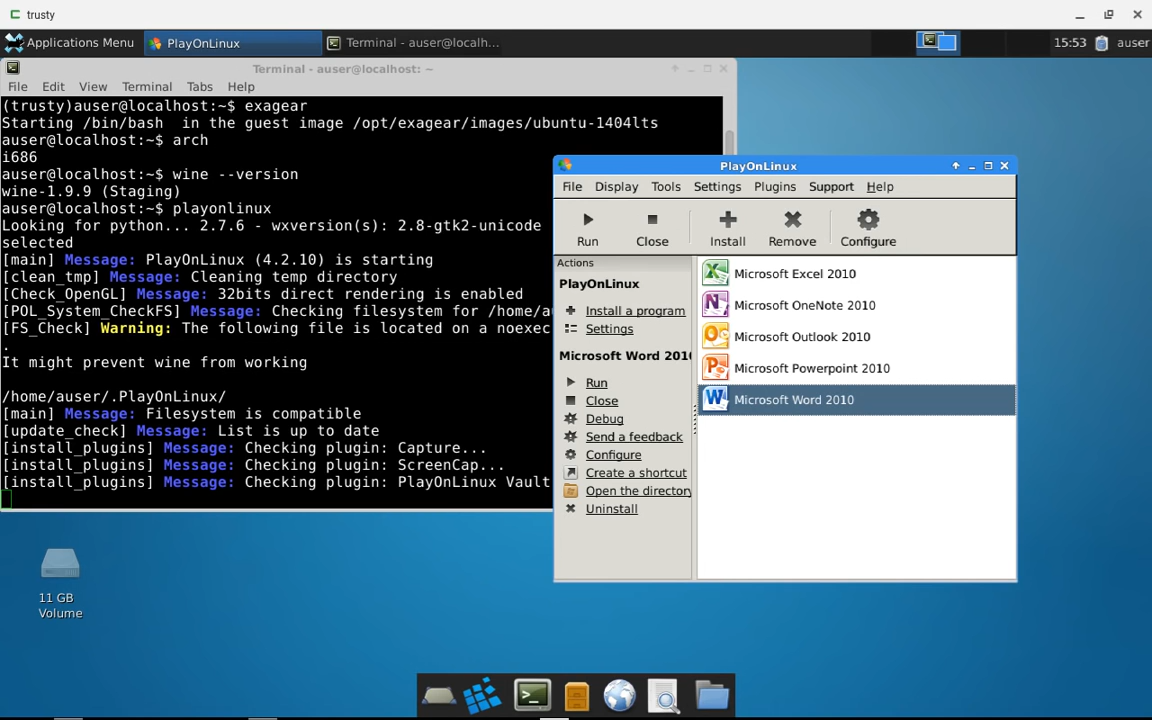 trusty
Applications Menu
PlayOnLinux
Terminal - auser@localh...
15:53
auser
Terminal - auser@localhost: ~
File Edit View Terminal Tabs Help
(trusty)auser@localhost:~$ exagear
Starting /bin/bash  in the guest image /opt/exagear/images/ubuntu-1404lts
auser@localhost:~$ arch
i686
auser@localhost:~$ wine --version
wine-1.9.9 (Staging)
auser@localhost:~$ playonlinux
Looking for python... 2.7.6 - wxversion(s): 2.8-gtk2-unicode
selected
[main] Message: PlayOnLinux (4.2.10) is starting
[clean_tmp] Message: Cleaning temp directory
[Check_OpenGL] Message: 32bits direct rendering is enabled
[POL_System_CheckFS] Message: Checking filesystem for /home/au
[FS_Check] Warning: The following file is located on a noexec
.
It might prevent wine from working
/home/auser/.PlayOnLinux/
[main] Message: Filesystem is compatible
[update_check] Message: List is up to date
[install_plugins] Message: Checking plugin: Capture...
[install_plugins] Message: Checking plugin: ScreenCap...
[install_plugins] Message: Checking plugin: PlayOnLinux Vault
PlayOnLinux
File Display Tools Settings Plugins Support Help
Run Close Install Remove Configure
Actions
PlayOnLinux
Install a program
Settings
Microsoft Word 2010
Run
Close
Debug
Send a feedback
Configure
Create a shortcut
Open the directory
Uninstall
Microsoft Excel 2010
Microsoft OneNote 2010
Microsoft Outlook 2010
Microsoft Powerpoint 2010
Microsoft Word 2010
11 GB
Volume